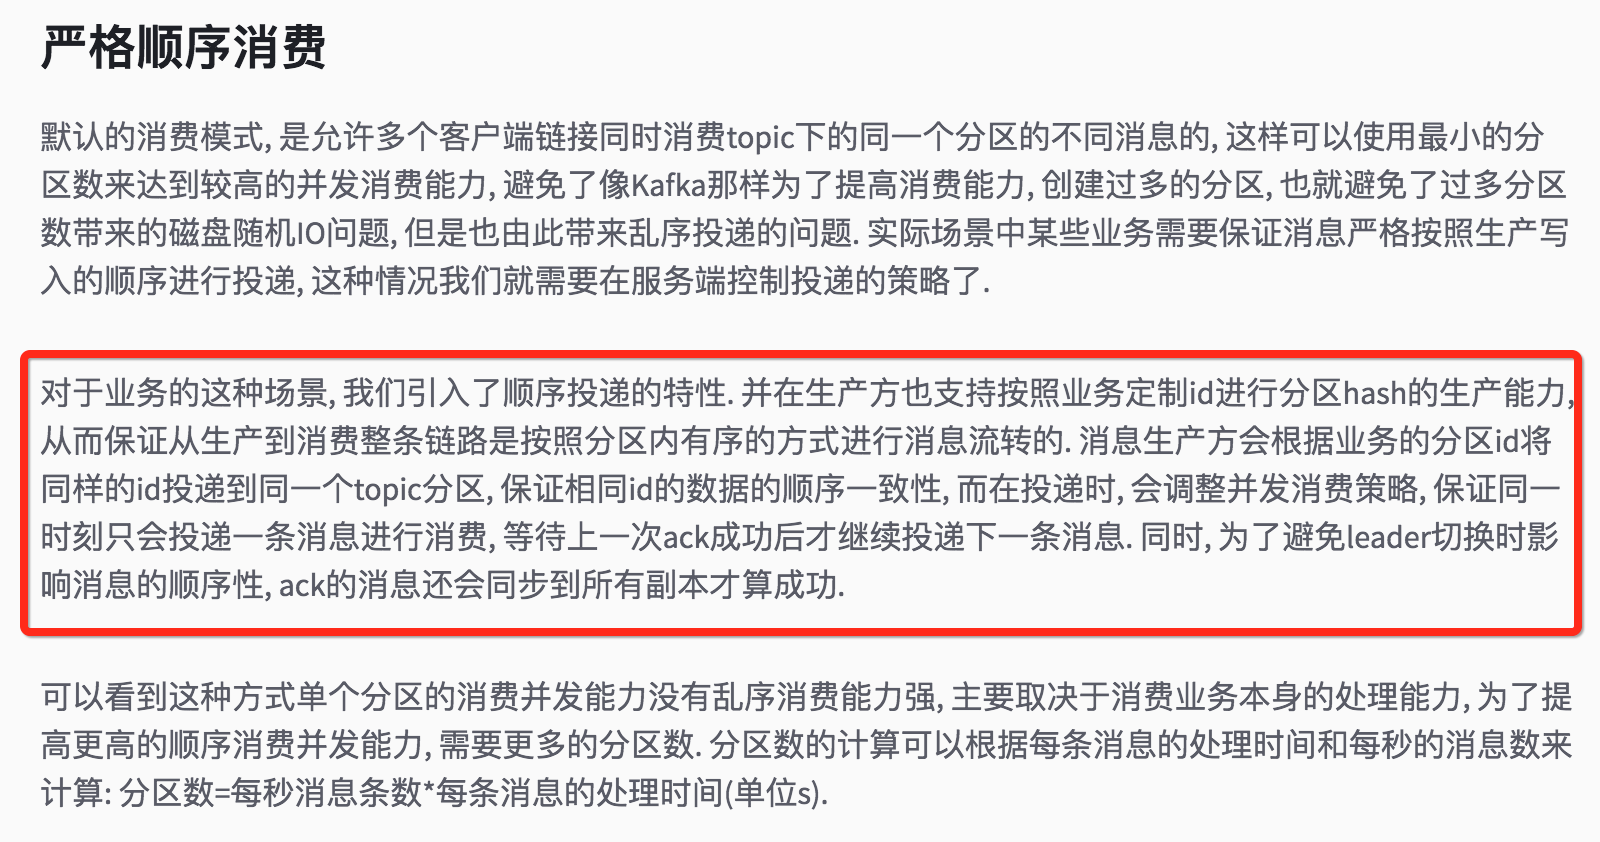 严格顺序消费
默认的消费模式, 是允许多个客户端链接同时消费topic下的同一个分区的不同消息的, 这样可以使用最小的分
区数来达到较高的并发消费能力, 避免了像Kafka那样为了提高消费能力, 创建过多的分区, 也就避免了过多分区
数带来的磁盘随机IO问题, 但是也由此带来乱序投递的问题. 实际场景中某些业务需要保证消息严格按照生产写
入的顺序进行投递, 这种情况我们就需要在服务端控制投递的策略了.
对于业务的这种场景, 我们引入了顺序投递的特性. 并在生产方也支持按照业务定制id进行分区hash的生产能力,
从而保证从生产到消费整条链路是按照分区内有序的方式进行消息流转的. 消息生产方会根据业务的分区id将
同样的id投递到同一个topic分区, 保证相同id的数据的顺序一致性, 而在投递时, 会调整并发消费策略, 保证同一
时刻只会投递一条消息进行消费, 等待上一次ack成功后才继续投递下一条消息. 同时, 为了避免leader切换时影
响消息的顺序性, ack的消息还会同步到所有副本才算成功.
可以看到这种方式单个分区的消费并发能力没有乱序消费能力强, 主要取决于消费业务本身的处理能力, 为了提
高更高的顺序消费并发能力, 需要更多的分区数. 分区数的计算可以根据每条消息的处理时间和每秒的消息数来
计算: 分区数=每秒消息条数*每条消息的处理时间(单位s).